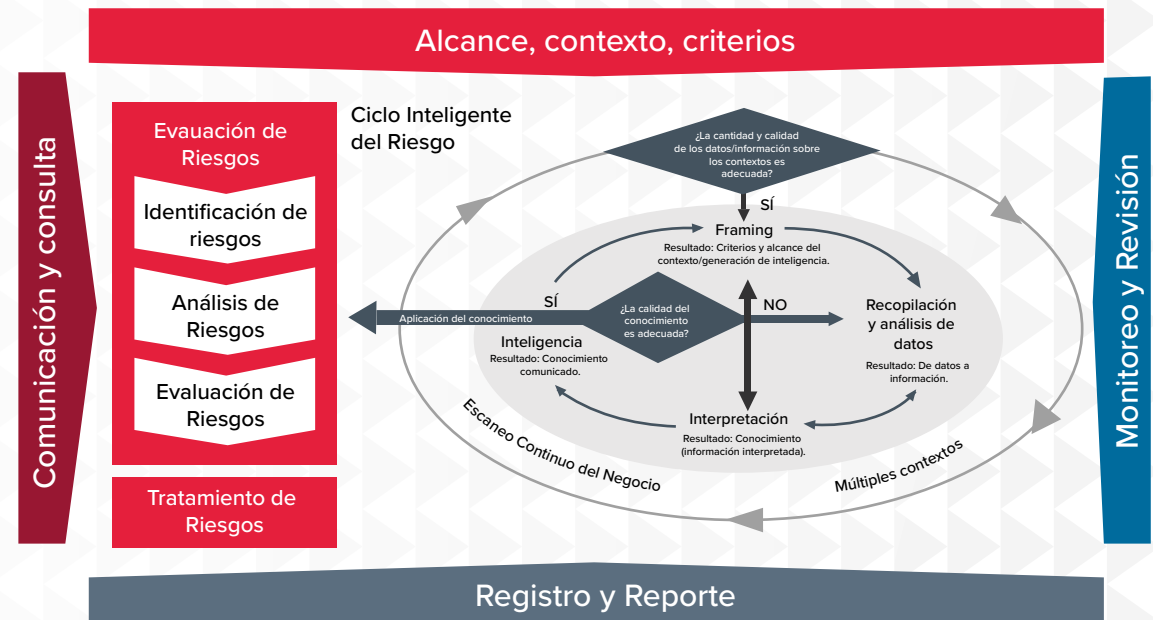 Alcance, contexto, criterios
Comunicación y consulta
Evauación de
Riesgos
Identificación de
riesgos
Análisis de
Riesgos
Evaluación de
Riesgos
Tratamiento de
Riesgos
Ciclo Inteligente
del Riesgo
¿La cantidad y calidad
de los datos/información sobre
los contextos es
adecuada?
SÍ
Framing
Resultado: Criterios y alcance del
contexto/generación de inteligencia.
SÍ
Aplicación del conocimiento
¿La calidad del
conocimiento
es adecuada?
NO
Recopilación
y análisis de
datos
Resultado: De datos a
información.
Inteligencia
Resultado: Conocimiento
comunicado.
Interpretación
Resultado: Conocimiento
(información interpretada).
Escaneo Continuo del Negocio
Múltiples contextos
Monitoreo y Revisión
Registro y Reporte